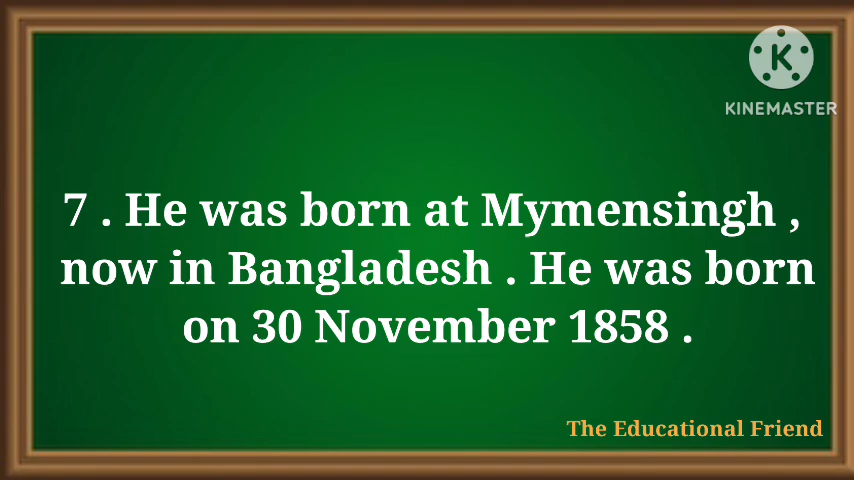 K
KINEMASTER
7 . He was born at Mymensingh ,
now in Bangladesh . He was born
on 30 November 1858 .
The Educational Friend